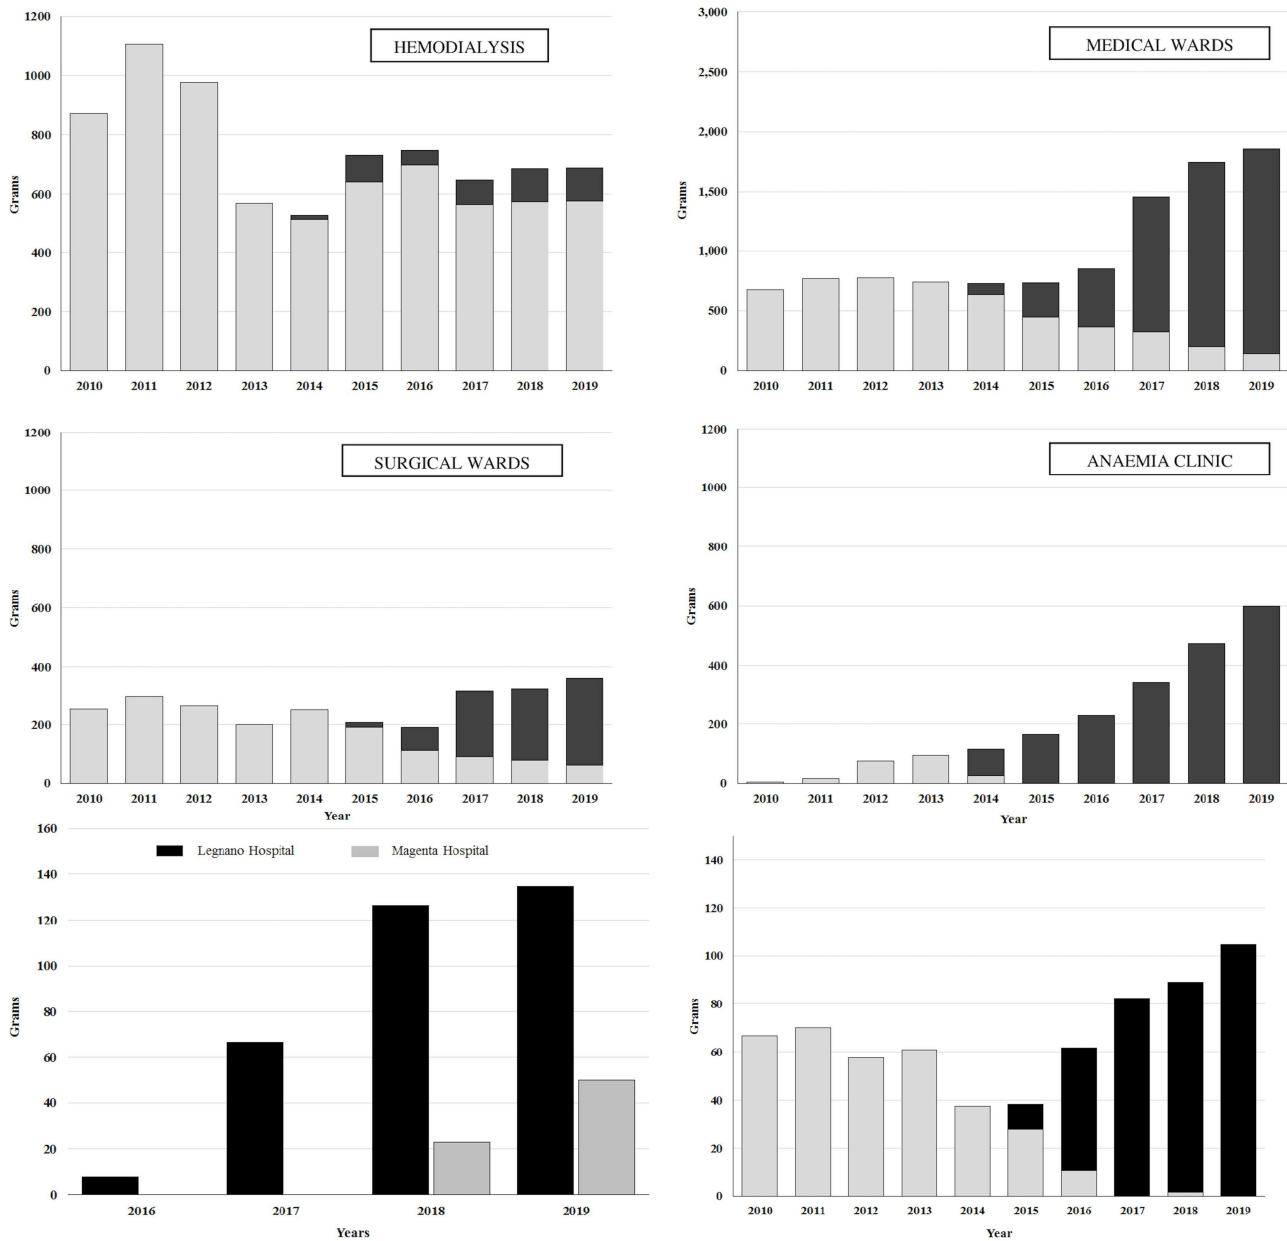 HEMODIALYSIS
1200
1000
800
600
400
200
0
Grams
2010 2011 2012 2013 2014 2015 2016 2017 2018 2019
MEDICAL WARDS
3,000
2,500
2,000
1,500
1,000
500
0
Grams
2010 2011 2012 2013 2014 2015 2016 2017 2018 2019
SURGICAL WARDS
1200
1000
800
600
400
200
0
Grams
2010 2011 2012 2013 2014 2015 2016 2017 2018 2019
Year
ANAEMIA CLINIC
1200
1000
800
600
400
200
0
Grams
2010 2011 2012 2013 2014 2015 2016 2017 2018 2019
Year
Legnano Hospital Magenta Hospital
160
140
120
100
80
60
40
20
0
Grams
2016 2017 2018 2019
Years
140
120
100
80
60
40
20
0
Grams
2010 2011 2012 2013 2014 2015 2016 2017 2018 2019
Year